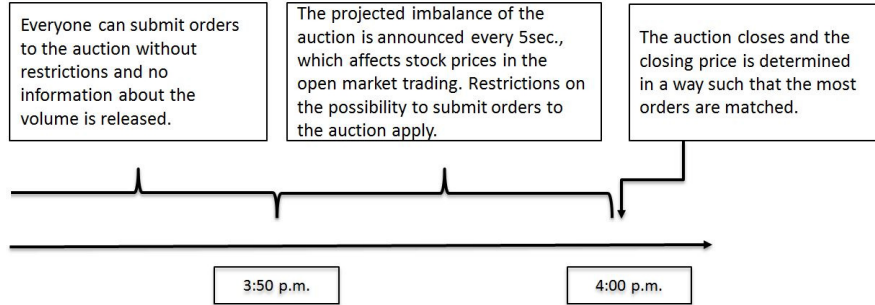 Everyone can submit orders
to the auction without
restrictions and no
information about the
volume is released.
The projected imbalance of the
auction is announced every 5sec.,
which affects stock prices in the
open market trading. Restrictions on
the possibility to submit orders to
the auction apply.
The auction closes and the
closing price is determined
in a way such that the most
orders are matched.
3:50 p.m.
4:00 p.m.